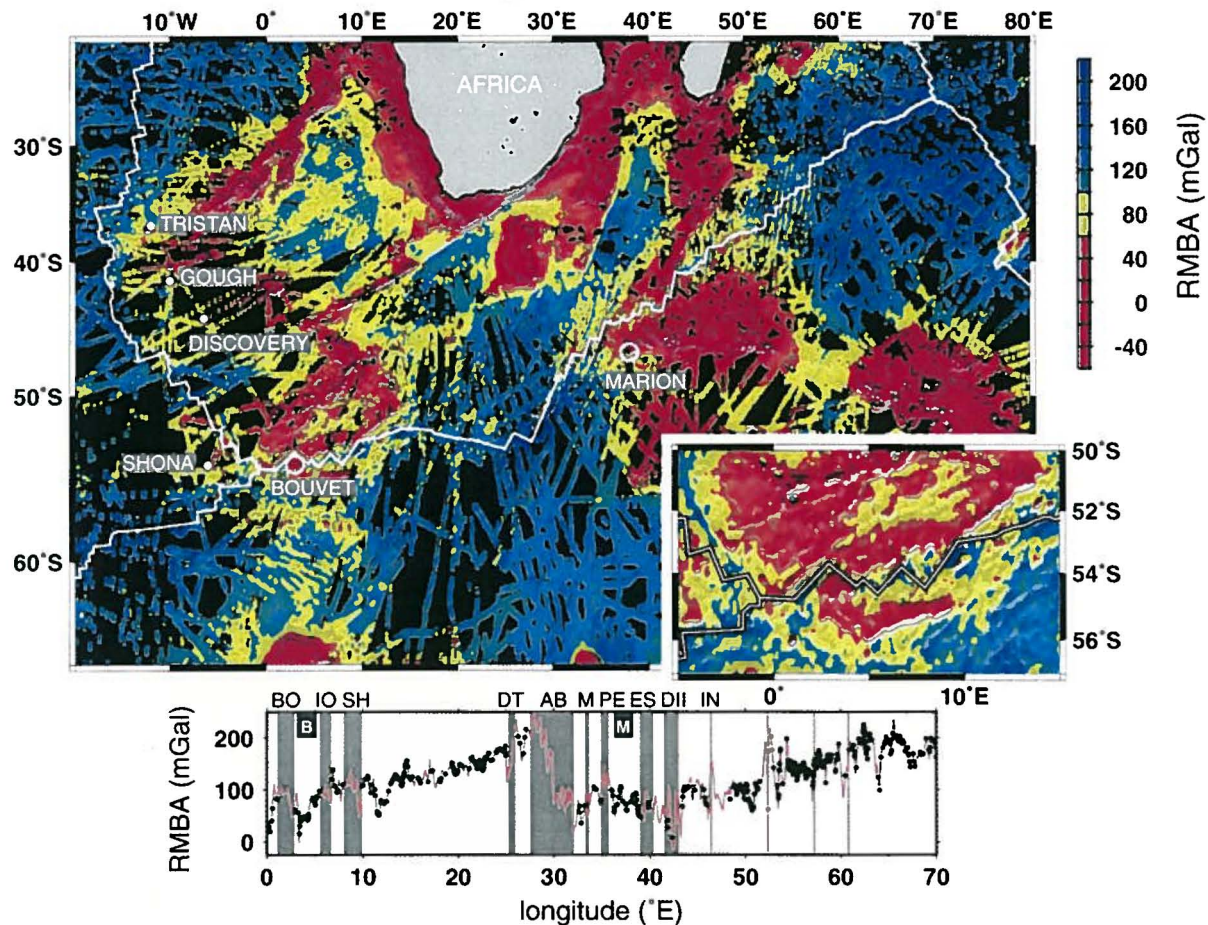 10°W 0° 10°E 20°E 30°E 40°E 50°E 60°E 70°E 80°E
AFRICA
30°S
40°S
50°S
60°S
TRISTAN
GOUGH
DISCOVERY
SHONA
BOUVET
MARION
200
160
120
80
40
0
-40
RMBA (mGal)
50°S
52°S
54°S
56°S
0° 10°E
BO IO SH DT AB M PE ES DII IN
B M
200
100
0
RMBA (mGal)
0 10 20 30 40 50 60 70
longitude (°E)